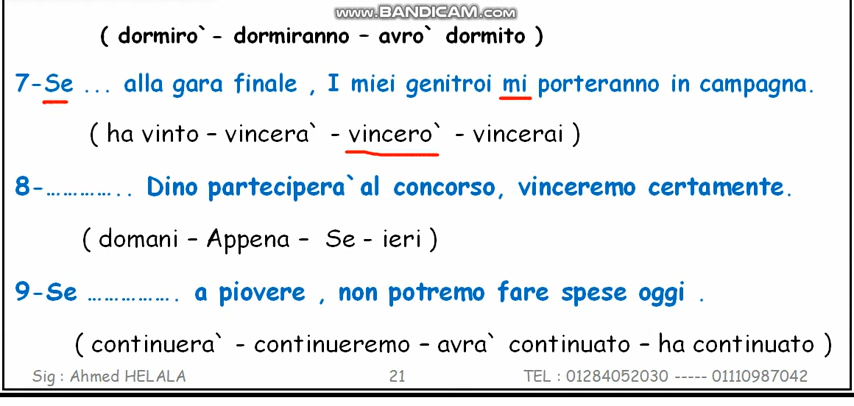 www.BANDICAM.com
( dormiro` - dormiranno – avro` dormito )
7-Se ... alla gara finale , I miei genitroi mi porteranno in campagna.
( ha vinto – vincera` - vincero` - vincerai )
8-............... Dino partecipera`al concorso, vinceremo certamente.
( domani – Appena – Se - ieri )
9-Se ............... a piovere , non potremo fare spese oggi .
( continuera` - continueremo – avra` continuato – ha continuato )
Sig : Ahmed HELALA 21 TEL : 01284052030 ----- 01110987042